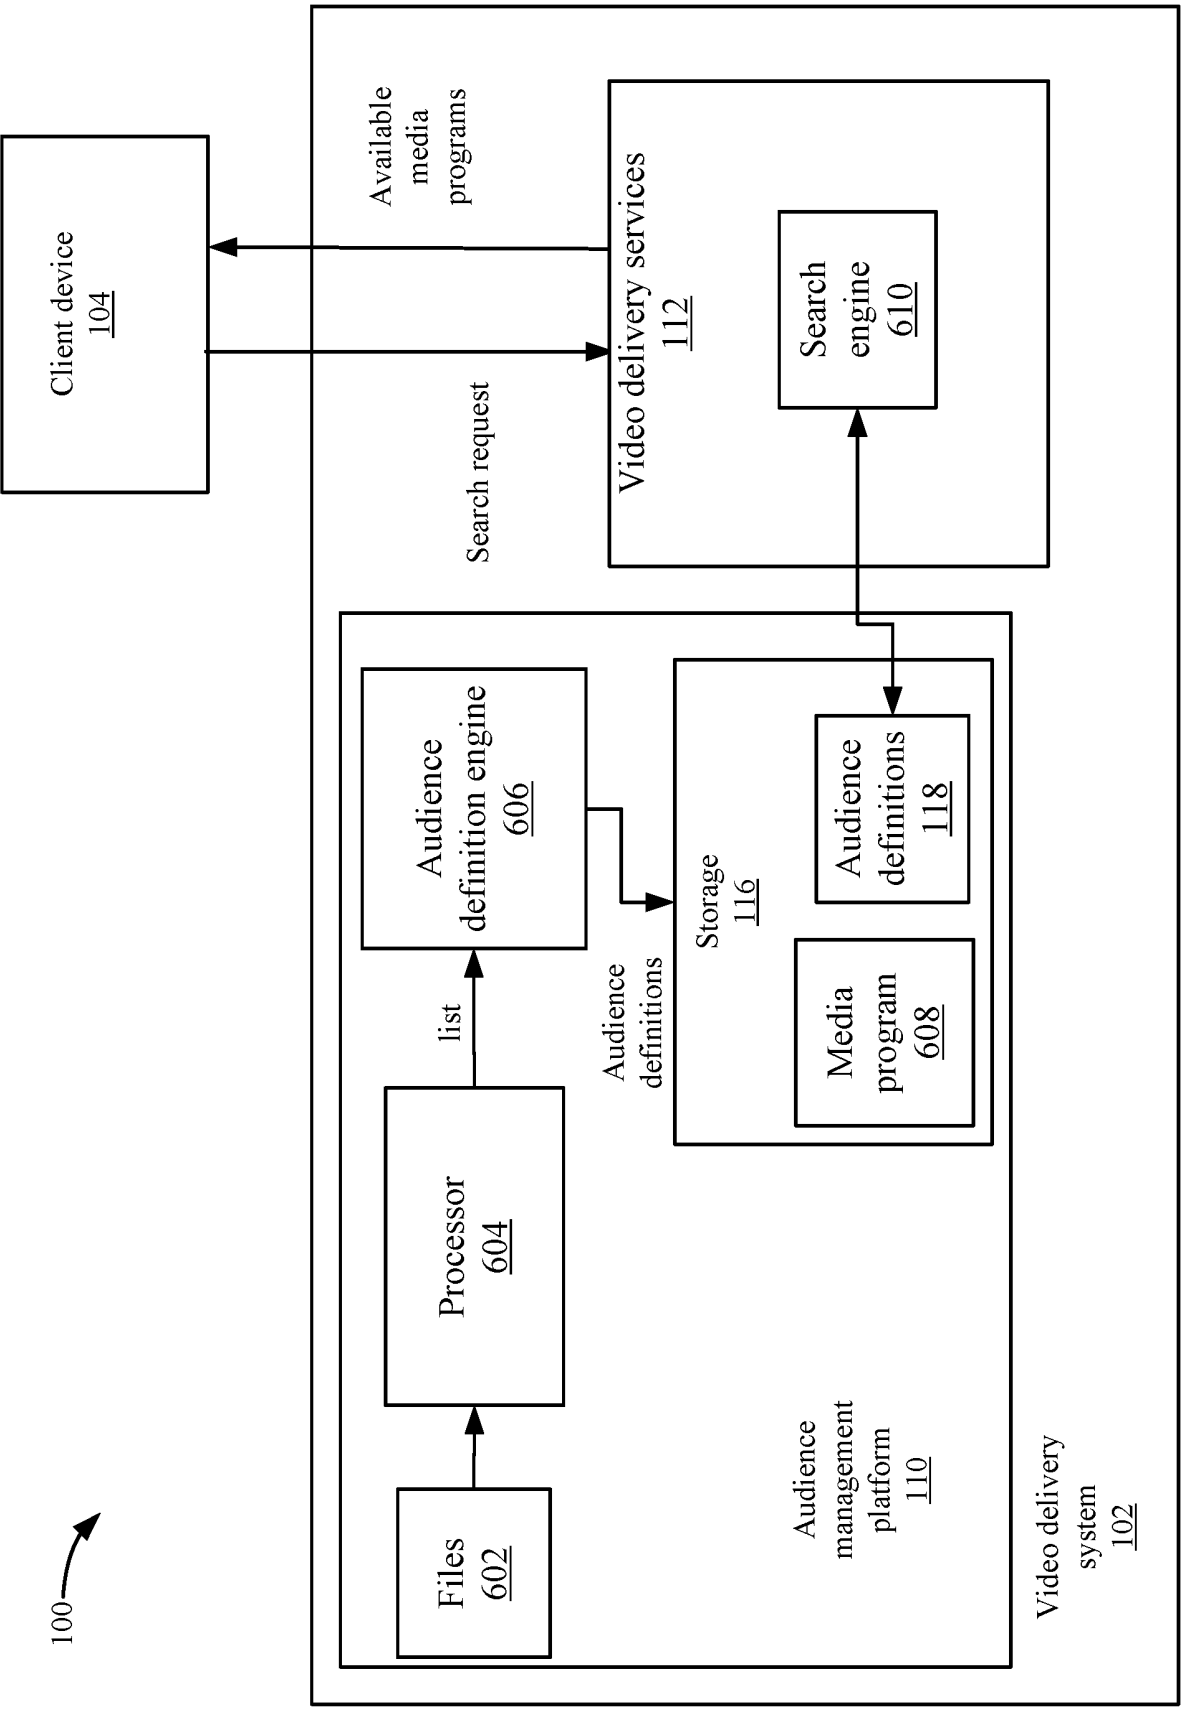 100
Client device
104
Search request
Available
media
programs
Files
602
Processor
604
list
Audience
definition engine
606
Audience
definitions
Storage
116
Media
program
608
Audience
definitions
118
Video delivery services
112
Search
engine
610
Audience
management
platform
110
Video delivery
system
102